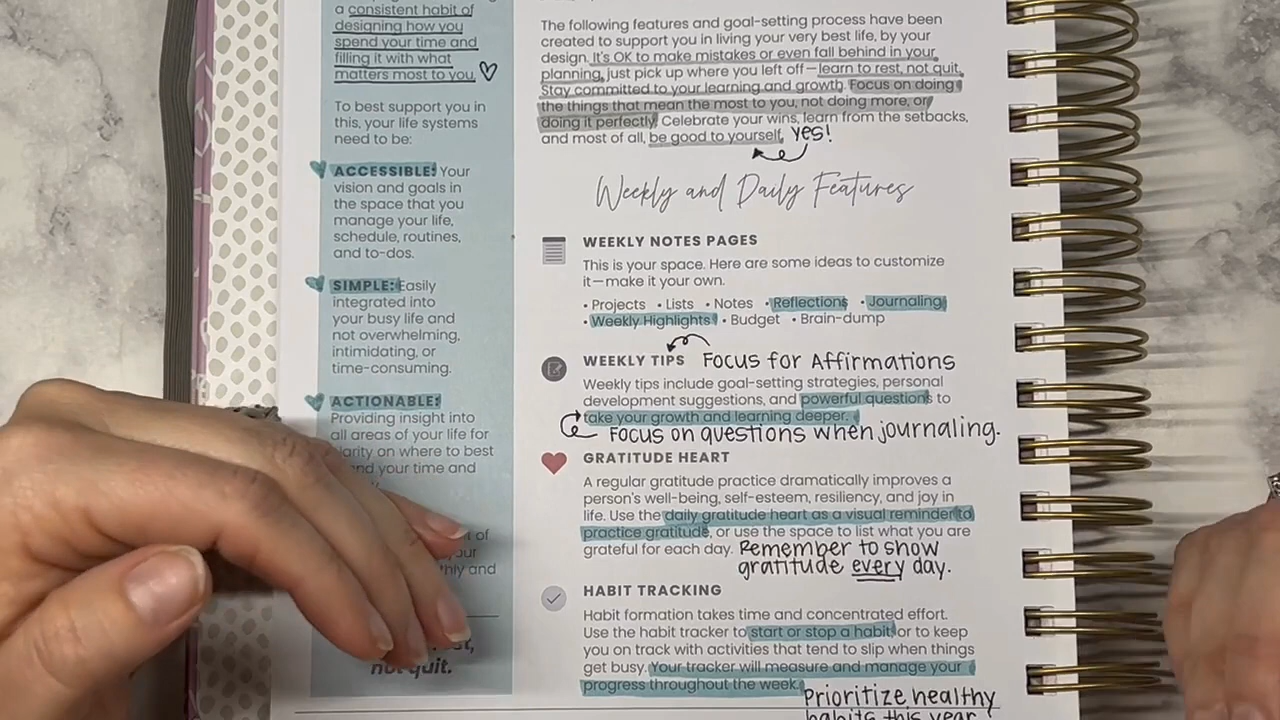 a consistent habit of
designing how you
spend your time and
filling it with what
matters most to you.
To best support you in
this, your life systems
need to be:
ACCESSIBLE: Your
vision and goals in
the space that you
manage your life,
schedule, routines,
and to-dos.
SIMPLE: Easily
integrated into
your busy life and
not overwhelming,
intimidating, or
time-consuming.
ACTIONABLE:
Providing insight into
all areas of your life for
clarity on where to best
your time and
of
and
not quit.
The following features and goal-setting process have been
created to support you in living your very best life, by your
design. It's OK to make mistakes or even fall behind in your
planning, just pick up where you left off—learn to rest, not quit.
Stay committed to your learning and growth. Focus on doing
the things that mean the most to you, not doing more, or
doing it perfectly. Celebrate your wins, learn from the setbacks,
and most of all, be good to yourself. yes!
Weekly and Daily Features
WEEKLY NOTES PAGES
This is your space. Here are some ideas to customize
it—make it your own.
• Projects • Lists • Notes • Reflections • Journaling
• Weekly Highlights • Budget • Brain-dump
WEEKLY TIPS Focus for Affirmations
Weekly tips include goal-setting strategies, personal
development suggestions, and powerful questions to
take your growth and learning deeper.
Focus on questions when journaling.
GRATITUDE HEART
A regular gratitude practice dramatically improves a
person's well-being, self-esteem, resiliency, and joy in
life. Use the daily gratitude heart as a visual reminder to
practice gratitude, or use the space to list what you are
grateful for each day. Remember to show
gratitude every day.
HABIT TRACKING
Habit formation takes time and concentrated effort.
Use the habit tracker to start or stop a habit or to keep
you on track with activities that tend to slip when things
get busy. Your tracker will measure and manage your
progress throughout the week.
Prioritize healthy
habits this year